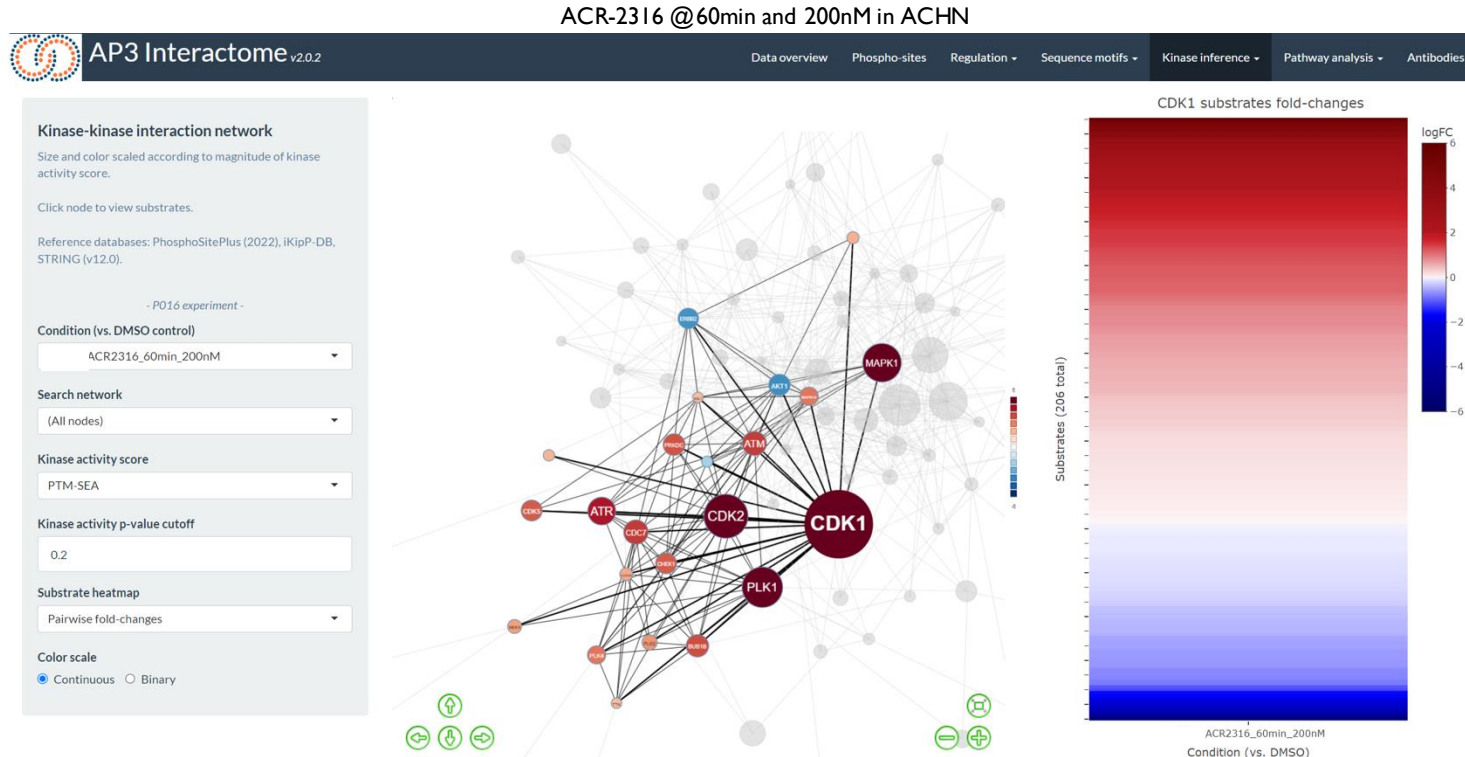 ACR-2316 @60min and 200nM in ACHN
AP3 Interactome v2.0.2
Data overview
Phospho-sites
Regulation
Sequence motifs
Kinase inference
Pathway analysis
Antibodies
Kinase-kinase interaction network
Size and color scaled according to magnitude of kinase
activity score.
Click node to view substrates.
Reference databases: PhosphoSitePlus (2022), iKipP-DB,
STRING (v12.0).
- P016 experiment -
Condition (vs. DMSO control)
ACR2316_60min_200nM
Search network
(All nodes)
Kinase activity score
PTM-SEA
Kinase activity p-value cutoff
0.2
Substrate heatmap
Pairwise fold-changes
Color scale
Continuous
Binary
ERBB2
MAPK1
AKT1
PRKDC
ATM
CDK5
ATR
CDK2
CDK1
CDC7
CHEK1
PLK1
BUB1B
PLK4
CDK1 substrates fold-changes
logFC
6
4
2
0
−2
−4
−6
Substrates (206 total)
ACR2316_60min_200nM
Condition (vs. DMSO)